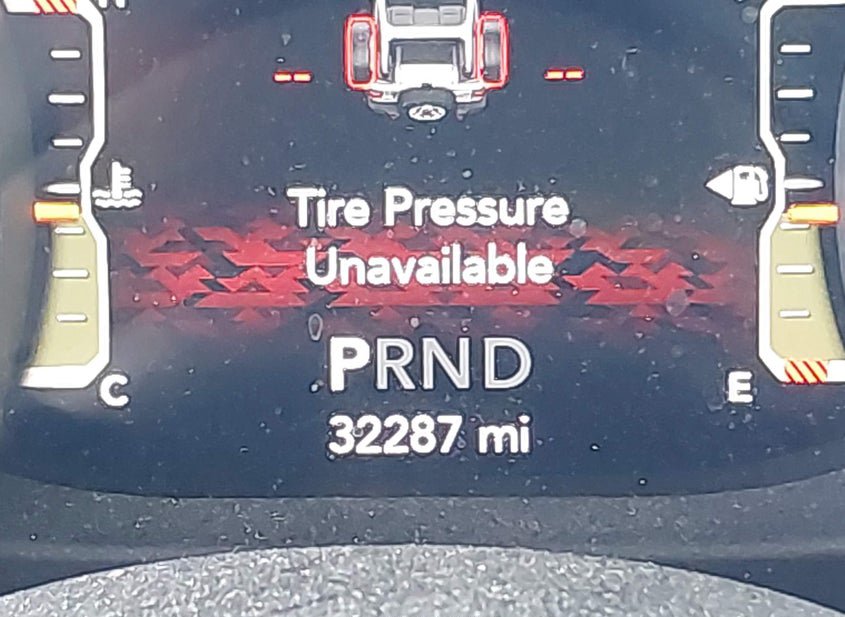 -- --
Tire Pressure
Unavailable
PRND
C E
32287 mi